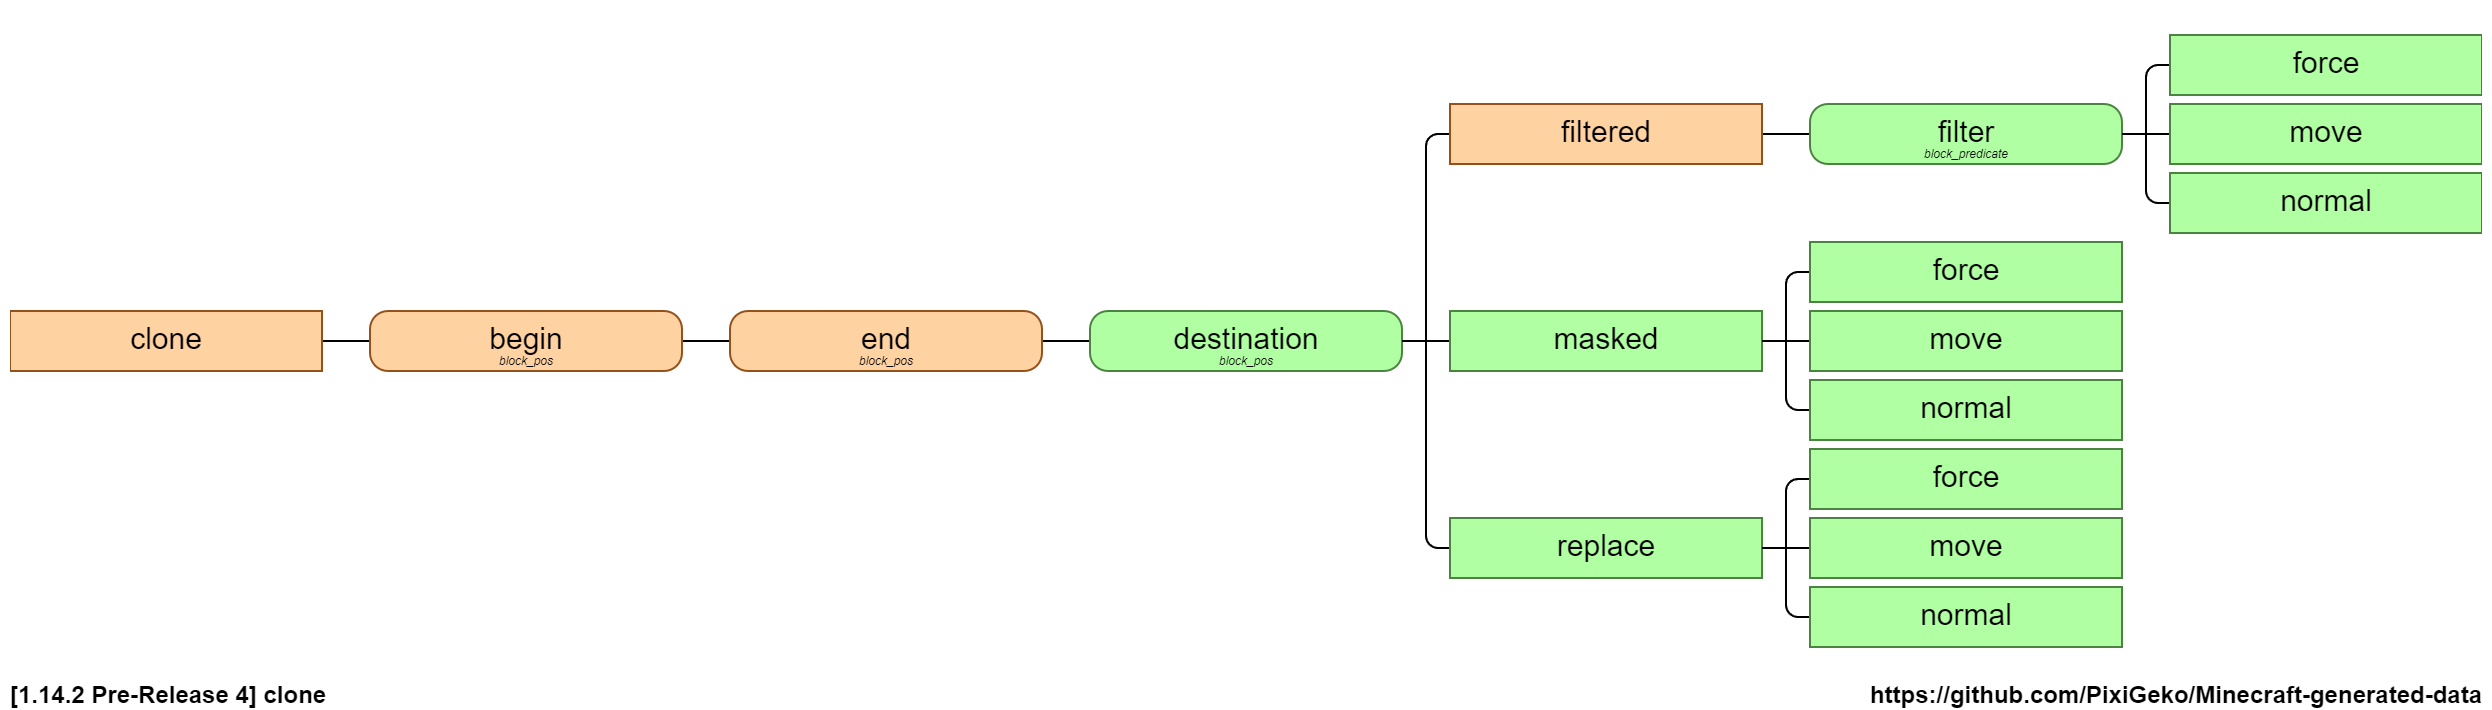 force
filtered
filter
block_predicate
move
normal
force
clone
begin
block_pos
end
block_pos
destination
block_pos
masked
move
normal
force
replace
move
normal
[1.14.2 Pre-Release 4] clone
https://github.com/PixiGeko/Minecraft-generated-data